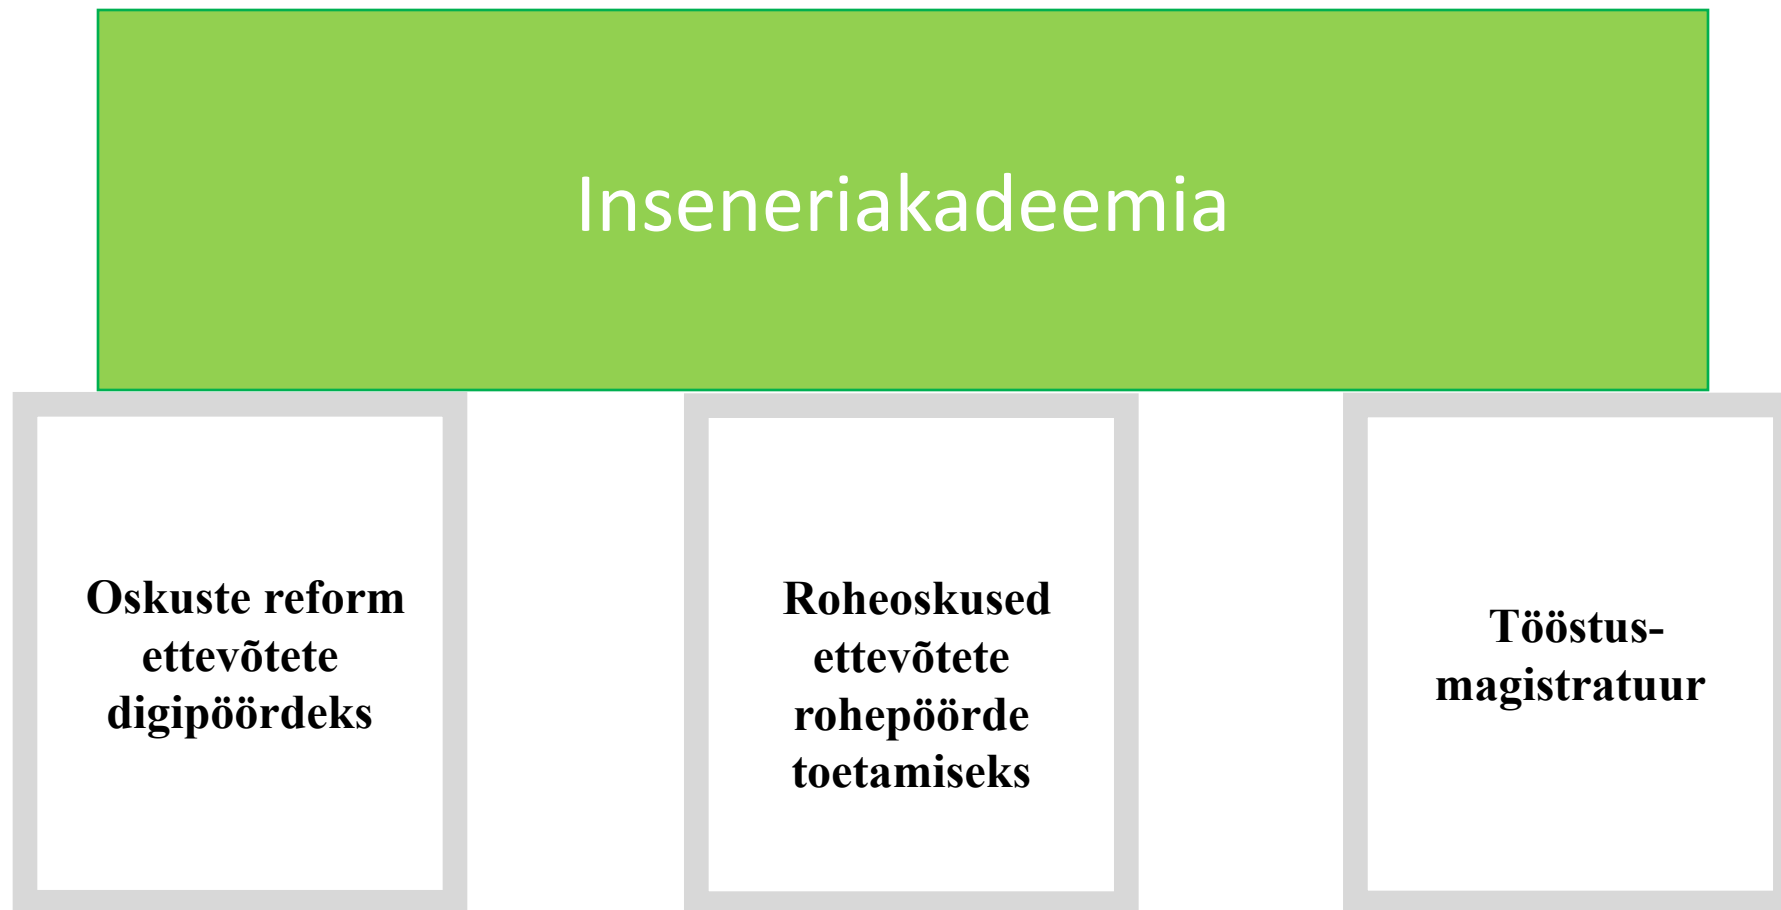 Inseneriakadeemia
Oskuste reform
ettevõtete
digipöördeks
Roheoskused
ettevõtete
rohepöörde
toetamiseks
Tööstus-
magistratuur